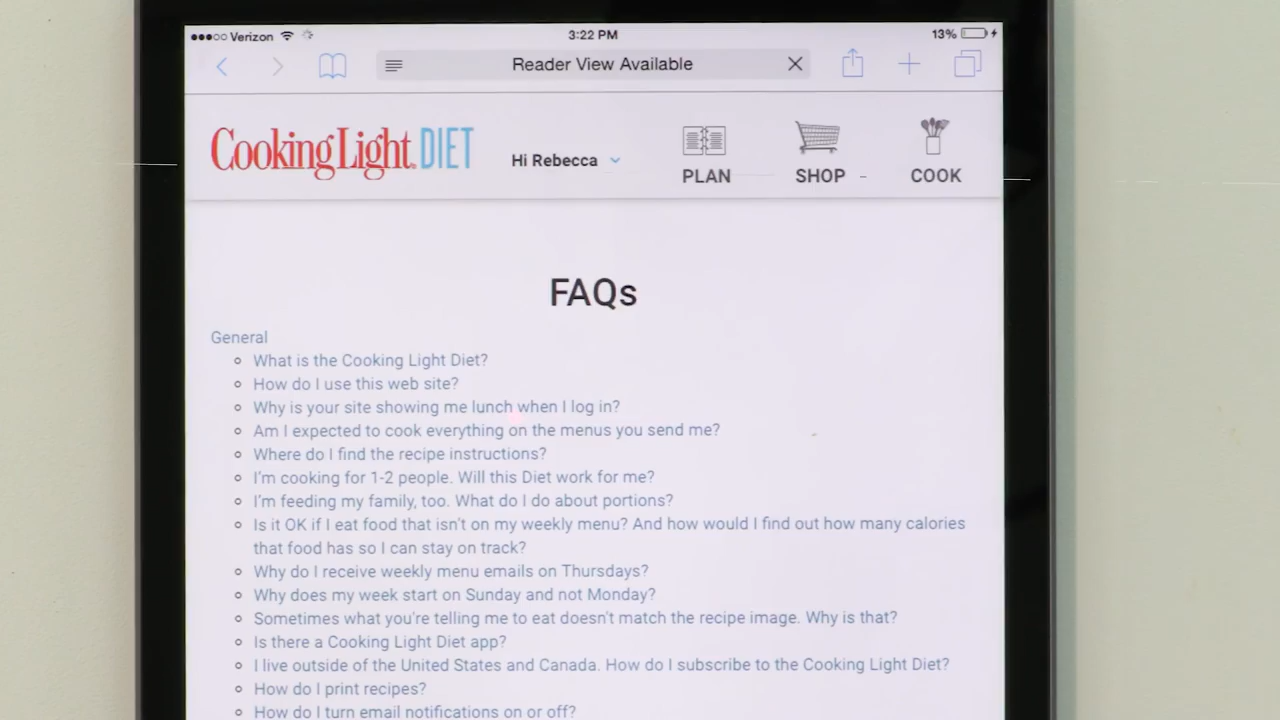 Verizon 3:22 PM 13%
Reader View Available
Cooking Light DIET
Hi Rebecca
PLAN SHOP COOK
FAQs
General
What is the Cooking Light Diet?
How do I use this web site?
Why is your site showing me lunch when I log in?
Am I expected to cook everything on the menus you send me?
Where do I find the recipe instructions?
I'm cooking for 1-2 people. Will this Diet work for me?
I'm feeding my family, too. What do I do about portions?
Is it OK if I eat food that isn't on my weekly menu? And how would I find out how many calories
that food has so I can stay on track?
Why do I receive weekly menu emails on Thursdays?
Why does my week start on Sunday and not Monday?
Sometimes what you're telling me to eat doesn't match the recipe image. Why is that?
Is there a Cooking Light Diet app?
I live outside of the United States and Canada. How do I subscribe to the Cooking Light Diet?
How do I print recipes?
How do I turn email notifications on or off?